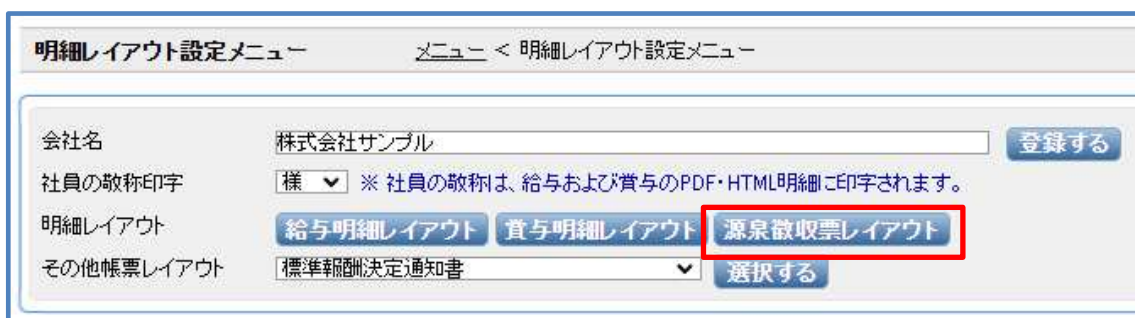 明細レイアウト設定メニュー メニュー < 明細レイアウト設定メニュー
会社名 株式会社サンプル 登録する
社員の敬称印字 様 ※ 社員の敬称は、給与および賞与のPDF・HTML明細に印字されます。
明細レイアウト 給与明細レイアウト 賞与明細レイアウト 源泉徴収票レイアウト
その他帳票レイアウト 標準報酬決定通知書 選択する